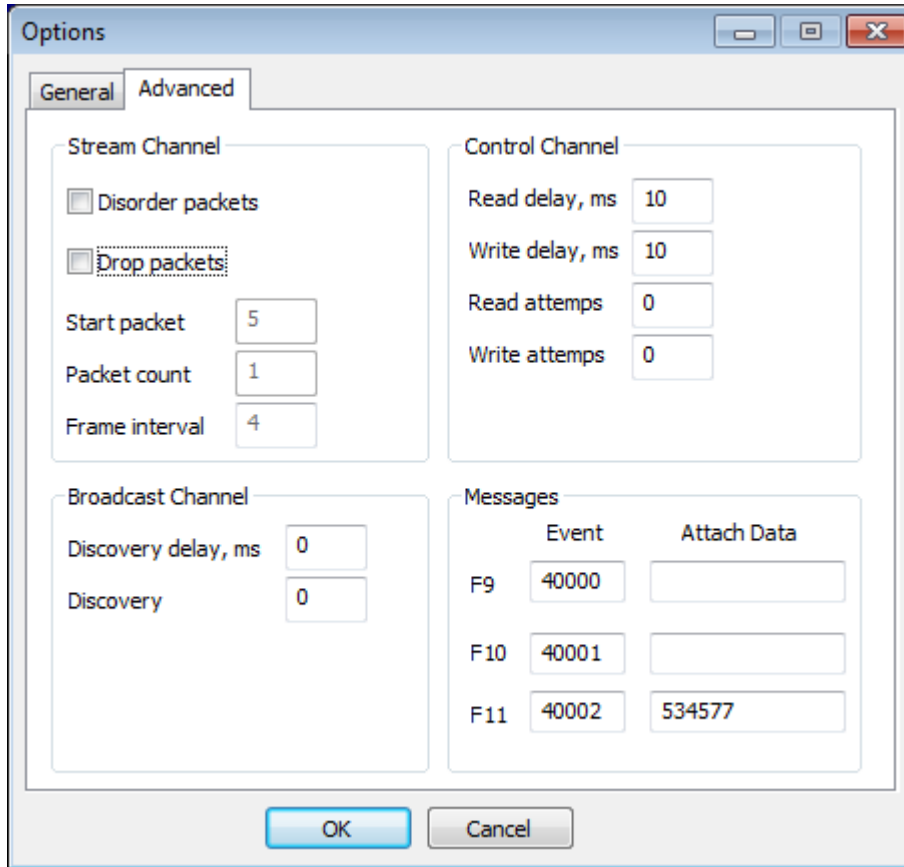 Options
General Advanced
Stream Channel
Disorder packets
Drop packets
Start packet 5
Packet count 1
Frame interval 4
Control Channel
Read delay, ms 10
Write delay, ms 10
Read attemps 0
Write attemps 0
Broadcast Channel
Discovery delay, ms 0
Discovery 0
Messages
Event Attach Data
F9 40000
F10 40001
F11 40002 534577
OK Cancel